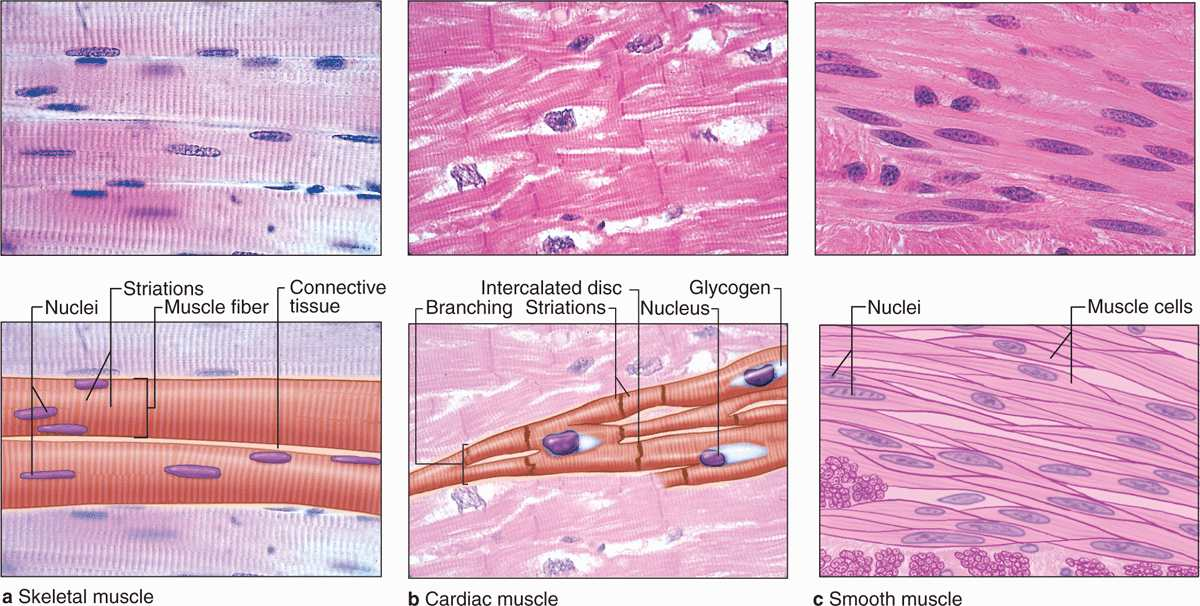 Nuclei
Striations
Muscle fiber
Connective
tissue
Branching
Intercalated disc
Striations
Nucleus
Glycogen
Nuclei
Muscle cells
a Skeletal muscle
b Cardiac muscle
c Smooth muscle